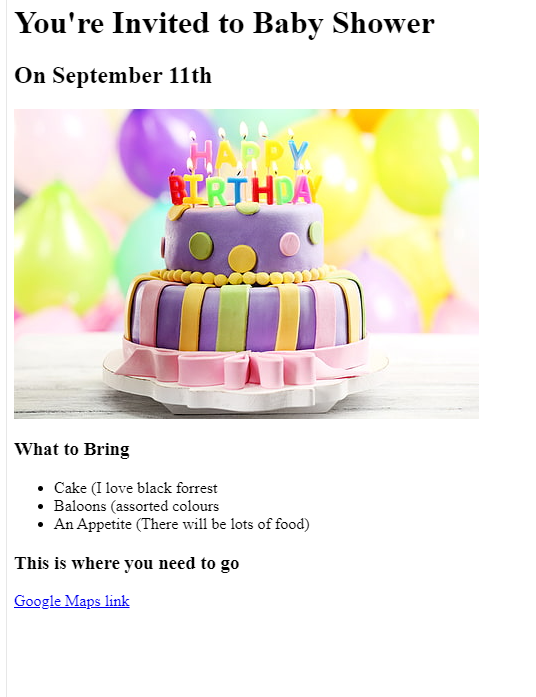 You're Invited to Baby Shower
On September 11th
HAPPY
BIRTHDAY
What to Bring
Cake (I love black forrest
Baloons (assorted colours
An Appetite (There will be lots of food)
This is where you need to go
Google Maps link